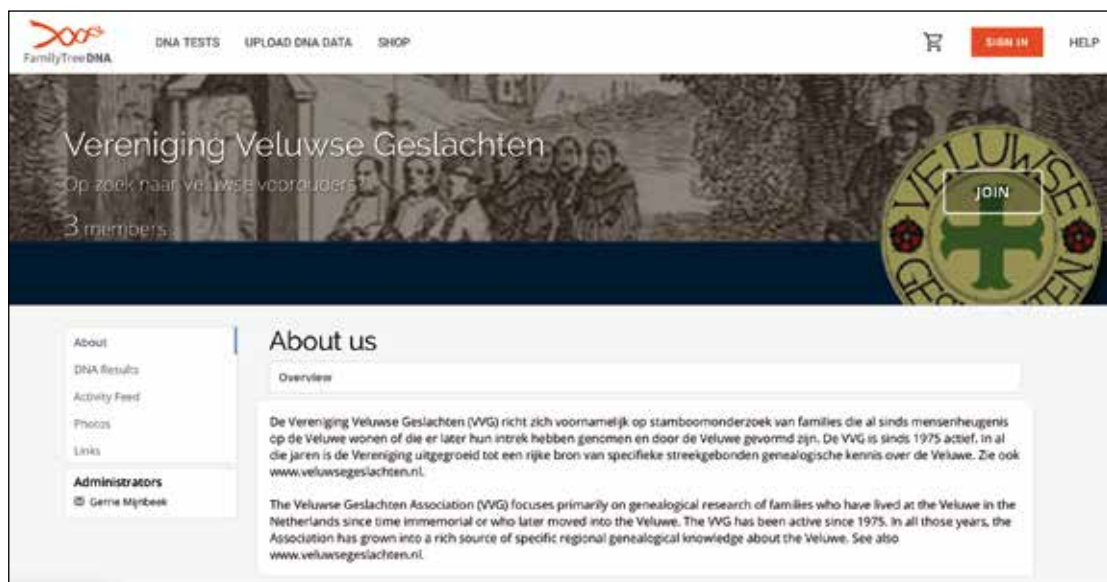 FamilyTreeDNA
DNA TESTS
UPLOAD DNA DATA
SHOP
SIGN IN
HELP
Vereniging Veluwse Geslachten
Op zoek naar Veluwse voorouders?
3 members
VELUWSE
GESLACHTEN
JOIN
About
DNA Results
Activity Feed
Photos
Links
Administrators
Gerrie Mijnbeek
About us
Overview
De Vereniging Veluwse Geslachten (VVG) richt zich voornamelijk op stamboomonderzoek van families die al sinds mensenheugenis
op de Veluwe wonen of die er later hun intrek hebben genomen en door de Veluwe gevormd zijn. De VVG is sinds 1975 actief. In al
die jaren is de Vereniging uitgegroeid tot een rijke bron van specifieke streekgebonden genealogische kennis over de Veluwe. Zie ook
www.veluwsegeslachten.nl.
The Veluwse Geslachten Association (VVG) focuses primarily on genealogical research of families who have lived at the Veluwe in the
Netherlands since time immemorial or who later moved into the Veluwe. The VVG has been active since 1975. In all those years, the
Association has grown into a rich source of specific regional genealogical knowledge about the Veluwe. See also
www.veluwsegeslachten.nl.